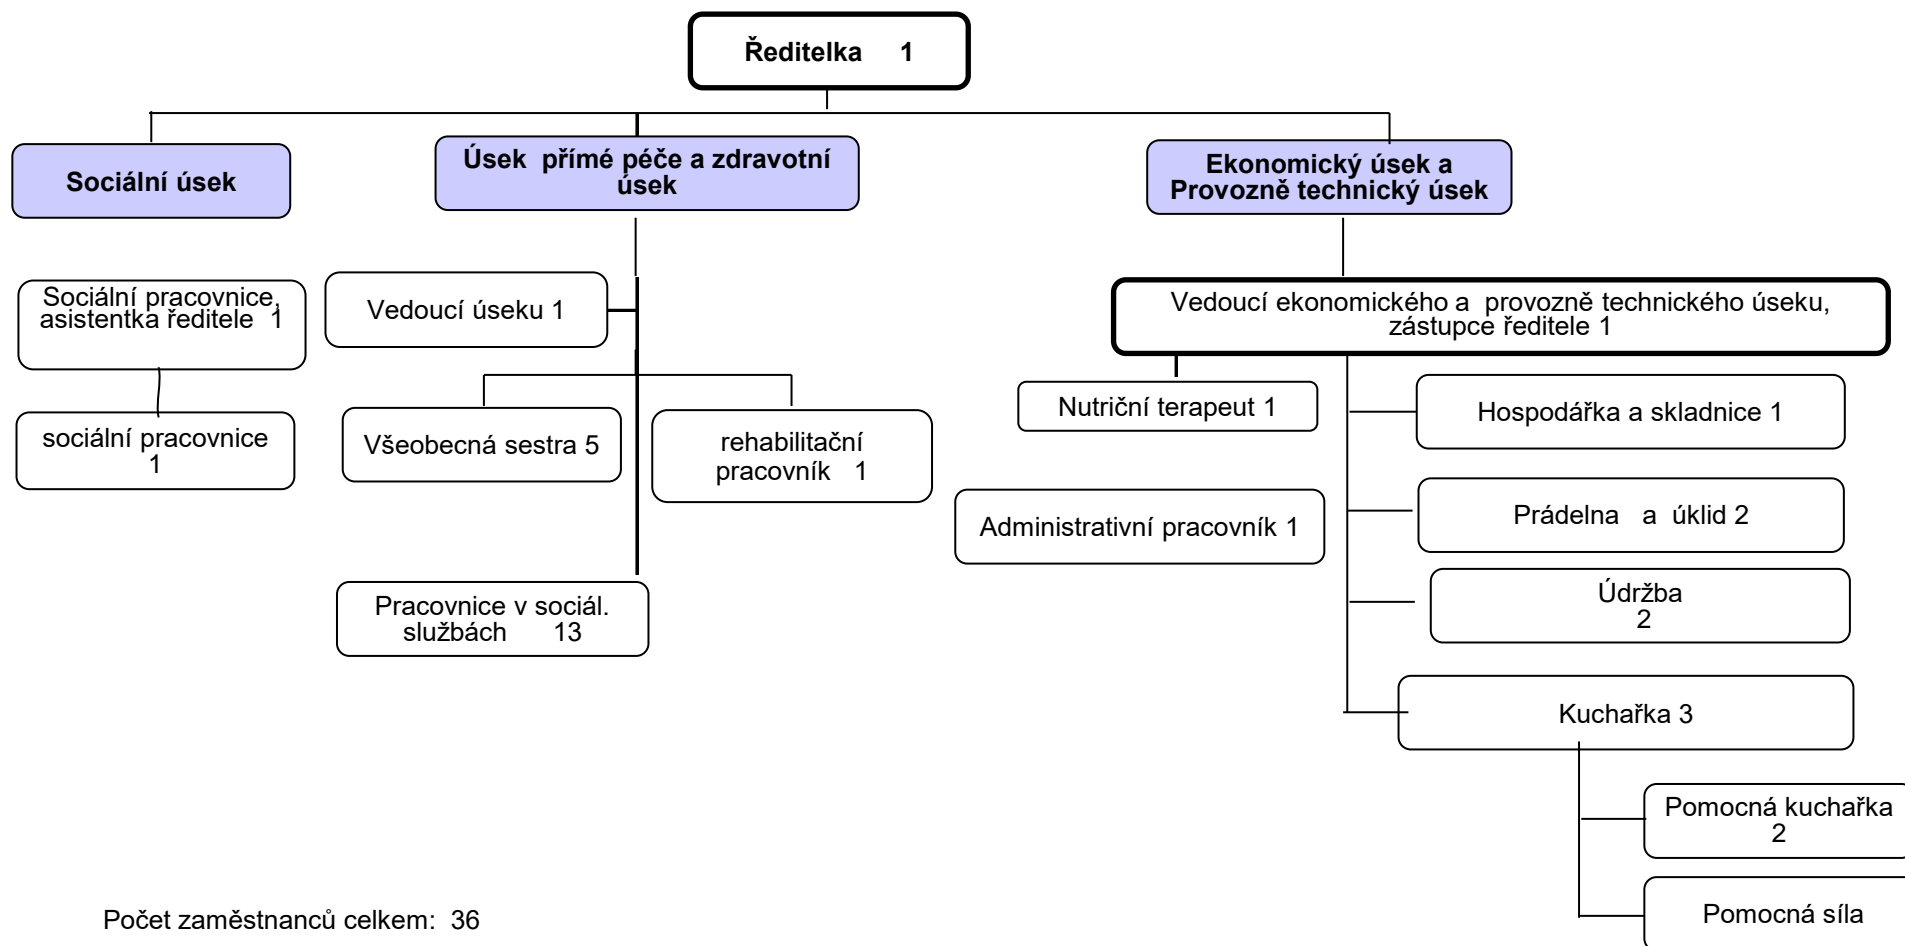 Ředitelka 1
Sociální úsek
Úsek přímé péče a zdravotní
úsek
Ekonomický úsek a
Provozně technický úsek
Sociální pracovnice,
asistentka ředitele 1
sociální pracovnice
1
Vedoucí úseku 1
Všeobecná sestra 5
rehabilitační
pracovník 1
Pracovnice v sociál.
službách 13
Vedoucí ekonomického a provozně technického úseku,
zástupce ředitele 1
Nutriční terapeut 1
Administrativní pracovník 1
Hospodářka a skladnice 1
Prádelna a úklid 2
Údržba
2
Kuchařka 3
Pomocná kuchařka
2
Pomocná síla
Počet zaměstnanců celkem: 36